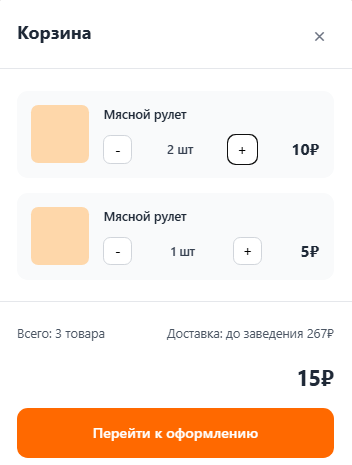 Корзина ✕
Мясной рулет
- 2 шт + 10₽
Мясной рулет
- 1 шт + 5₽
Всего: 3 товара Доставка: до заведения 267₽
15₽
Перейти к оформлению